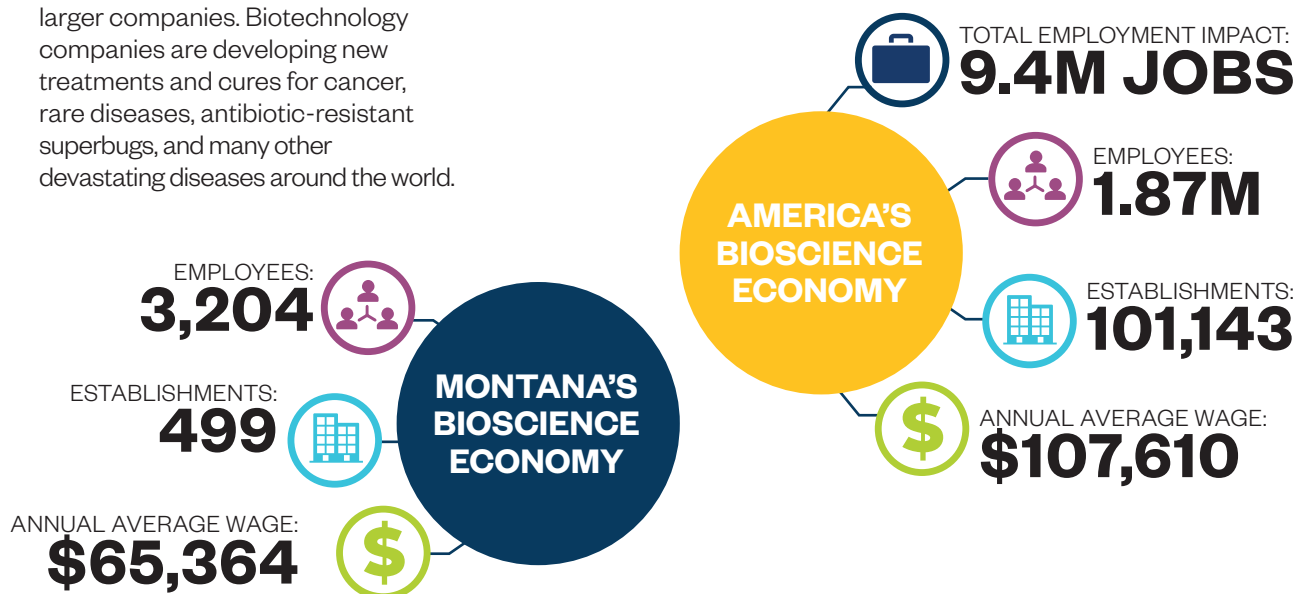 larger companies. Biotechnology
companies are developing new
treatments and cures for cancer,
rare diseases, antibiotic-resistant
superbugs, and many other
devastating diseases around the world.
EMPLOYEES:
3,204
ESTABLISHMENTS:
499
ANNUAL AVERAGE WAGE:
$65,364
MONTANA'S
BIOSCIENCE
ECONOMY
AMERICA'S
BIOSCIENCE
ECONOMY
TOTAL EMPLOYMENT IMPACT:
9.4M JOBS
EMPLOYEES:
1.87M
ESTABLISHMENTS:
101,143
$
ANNUAL AVERAGE WAGE:
$107,610
$